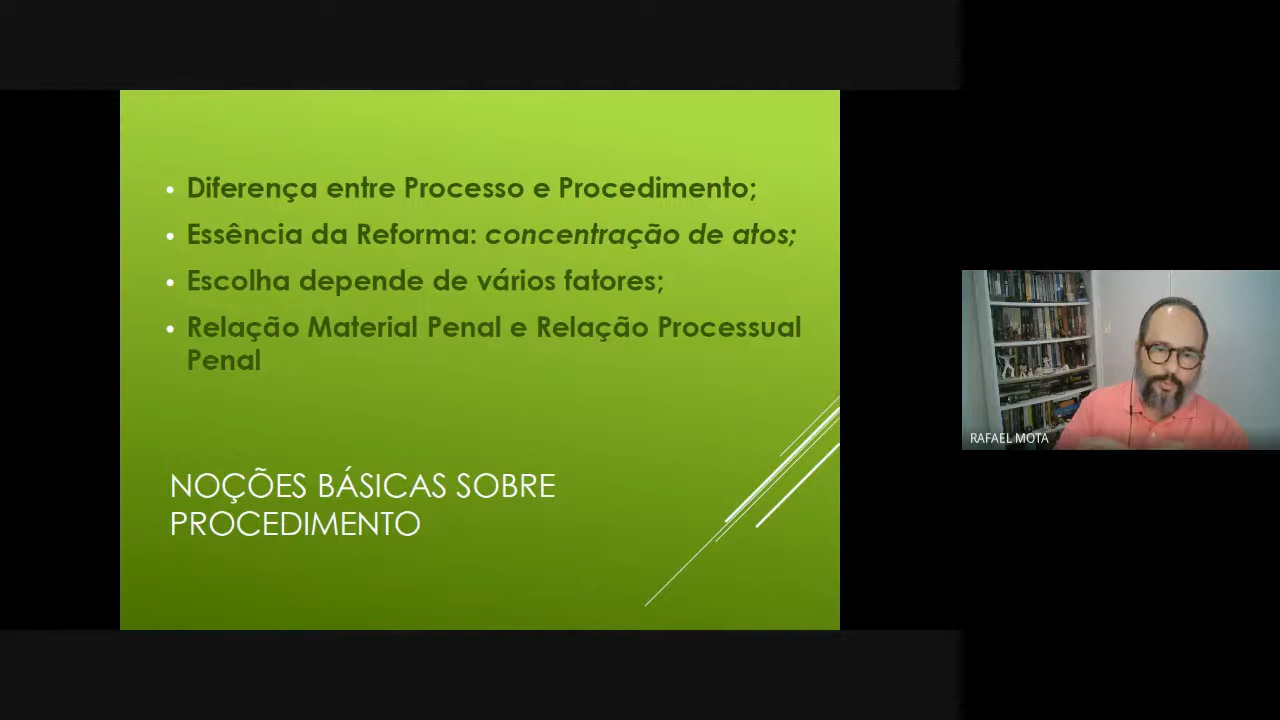 Diferença entre Processo e Procedimento;
Essência da Reforma: concentração de atos;
Escolha depende de vários fatores;
Relação Material Penal e Relação Processual
Penal
NOÇÕES BÁSICAS SOBRE
PROCEDIMENTO
RAFAEL MOTA